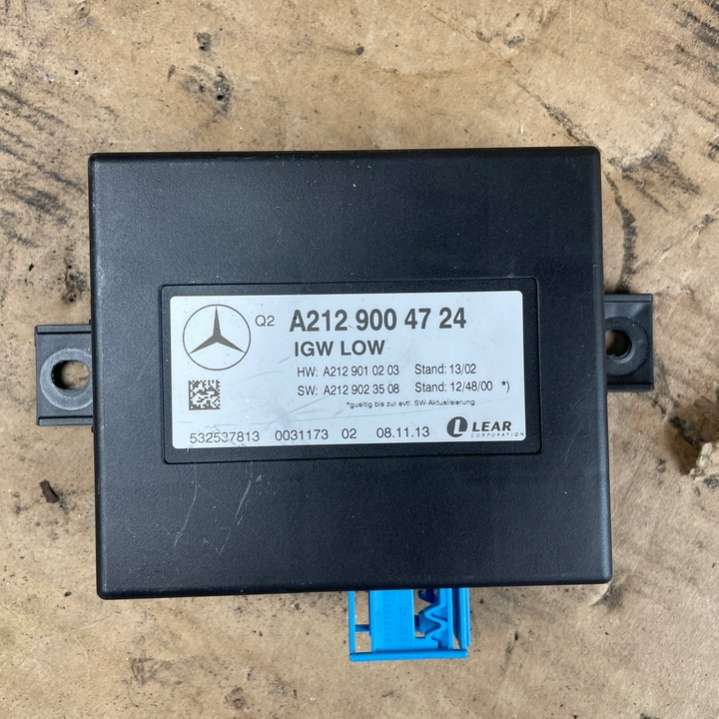 Q2 A212 900 47 24
IGW LOW
HW: A212 901 02 03 Stand: 13/02
SW: A212 902 35 08 Stand: 12/48/00 *)
*gueltig bis zur evtl. SW-Aktualisierung
532537813 0031173 02 08.11.13 LEAR
CORPORATION